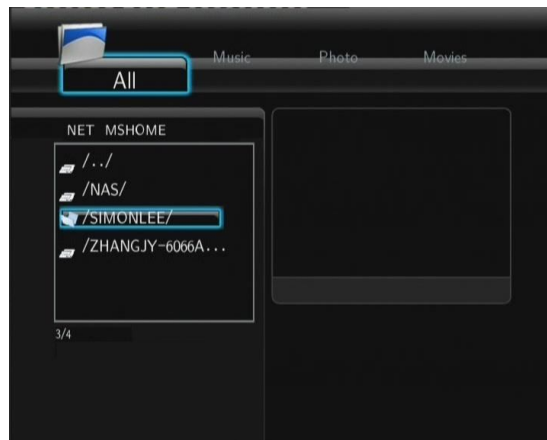 All Music Photo Movies
NET MSHOME
/../
/NAS/
/SIMONLEE/
/ZHANGJY-6066A...
3/4